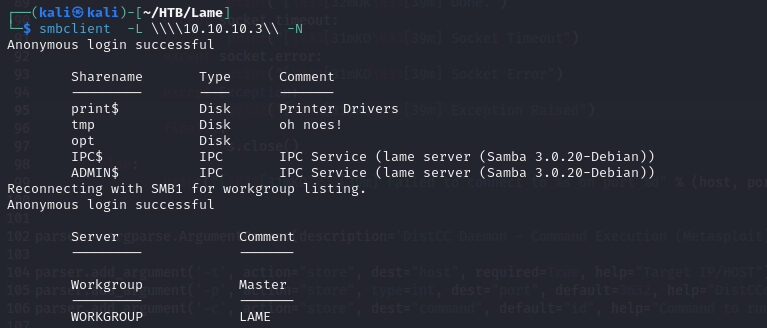 ┌──(kali㉿kali)-[~/HTB/Lame]
└─$ smbclient -L \\\\10.10.10.3\\ -N
Anonymous login successful
Sharename Type Comment
--------- ---- -------
print$ Disk Printer Drivers
tmp Disk oh noes!
opt Disk
IPC$ IPC IPC Service (lame server (Samba 3.0.20-Debian))
ADMIN$ IPC IPC Service (lame server (Samba 3.0.20-Debian))
Reconnecting with SMB1 for workgroup listing.
Anonymous login successful
Server Comment
--------- -------
Workgroup Master
--------- -------
WORKGROUP LAME